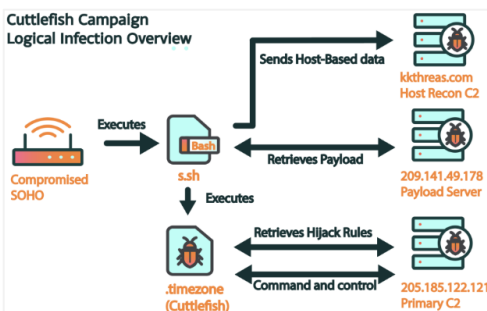 Cuttlefish Campaign
Logical Infection Overview
Sends Host-Based data
kkthreas.com
Host Recon C2
Executes
Bash
s.sh
Compromised
SOHO
Retrieves Payload
209.141.49.178
Payload Server
Executes
Retrieves Hijack Rules
Command and control
.timezone
(Cuttlefish)
205.185.122.121
Primary C2